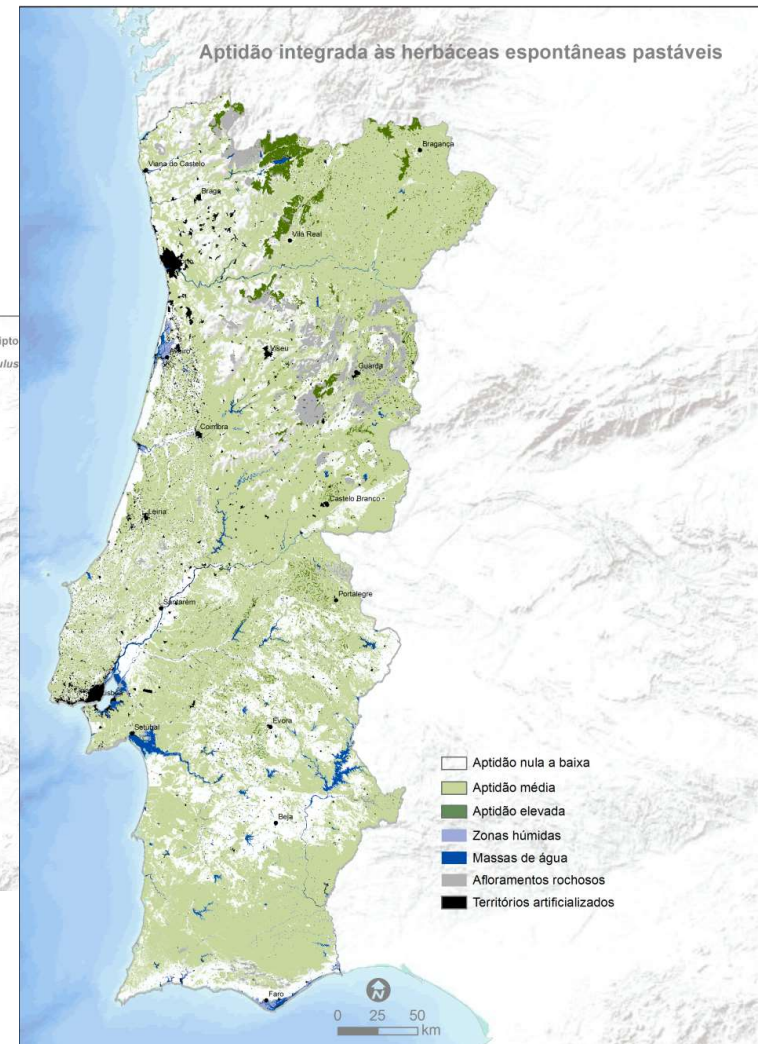 Aptidão integrada às herbáceas espontâneas pastáveis
Bragança
Viana do Castelo
Braga
Vila Real
Viseu
Guarda
Coimbra
Castelo Branco
Leiria
Portalegre
Santarém
Évora
Setúbal
Beja
Faro
Aptidão nula a baixa
Aptidão média
Aptidão elevada
Zonas húmidas
Massas de água
Afloramentos rochosos
Territórios artificializados
N
0 25 50
km
ipto
ulus